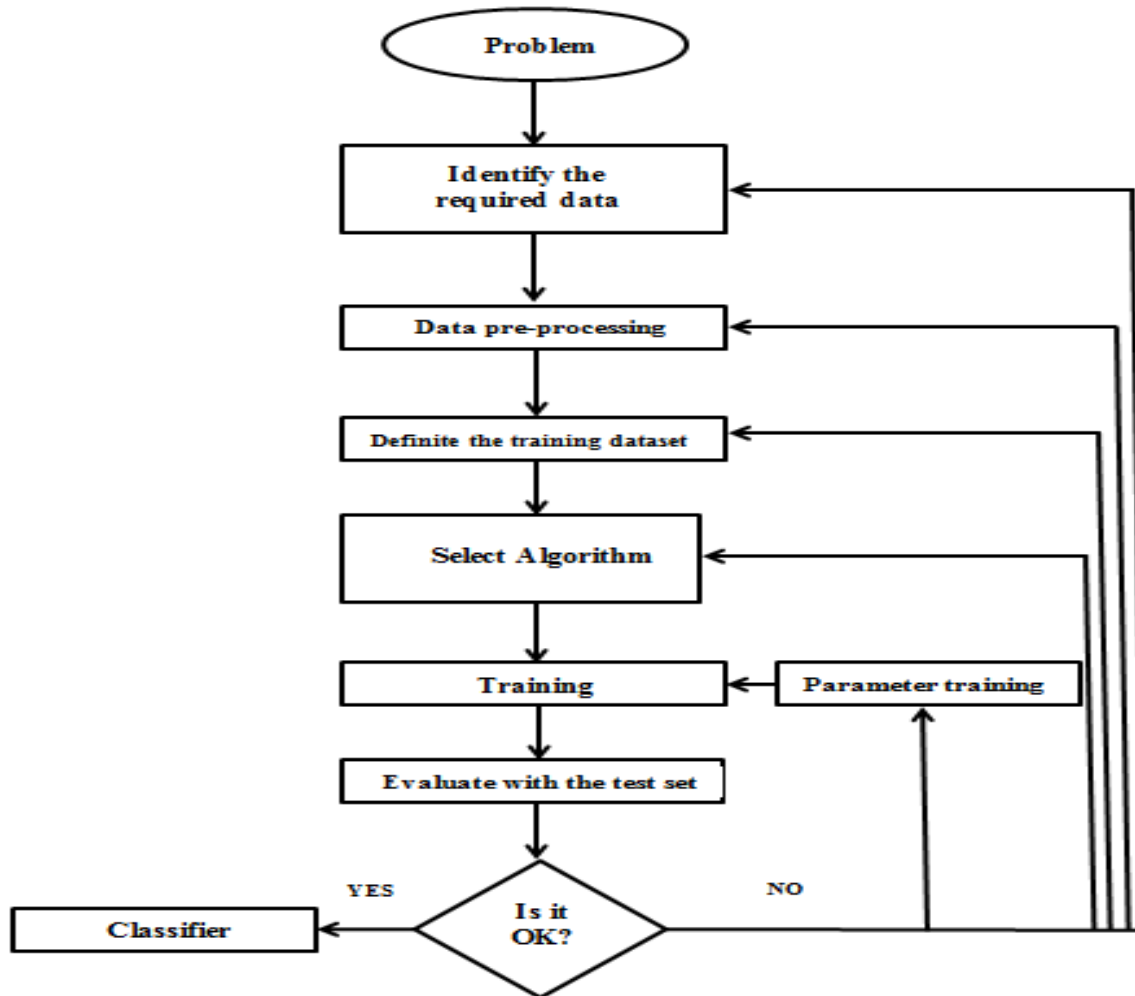 Problem
Identify the
required data
Data pre-processing
Definite the training dataset
Select Algorithm
Training
Parameter training
Evaluate with the test set
YES
NO
Is it
OK?
Classifier